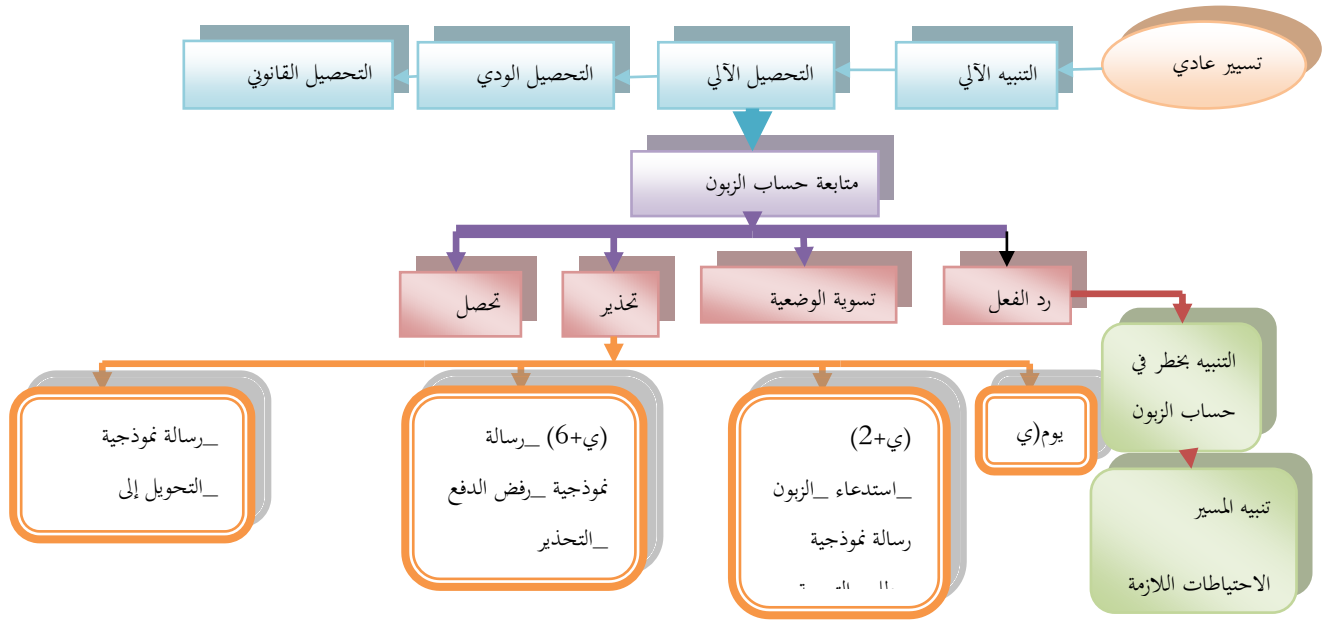 تسيير عادي
التنبيه الآلي
التحصيل الآلي
التحصيل الودي
التحصيل القانوني
متابعة حساب الزبون
رد الفعل
تسوية الوضعية
تحذير
تحصل
التنبيه بخطر في
حساب الزبون
تنبيه المسير
الاحتياطات اللازمة
يوم(ي
(ي+2)
_استدعاء _الزبون
رسالة نموذجية
(ي+6) _رسالة
نموذجية _رفض الدفع
_التحذير
_رسالة نموذجية
_التحويل إلى